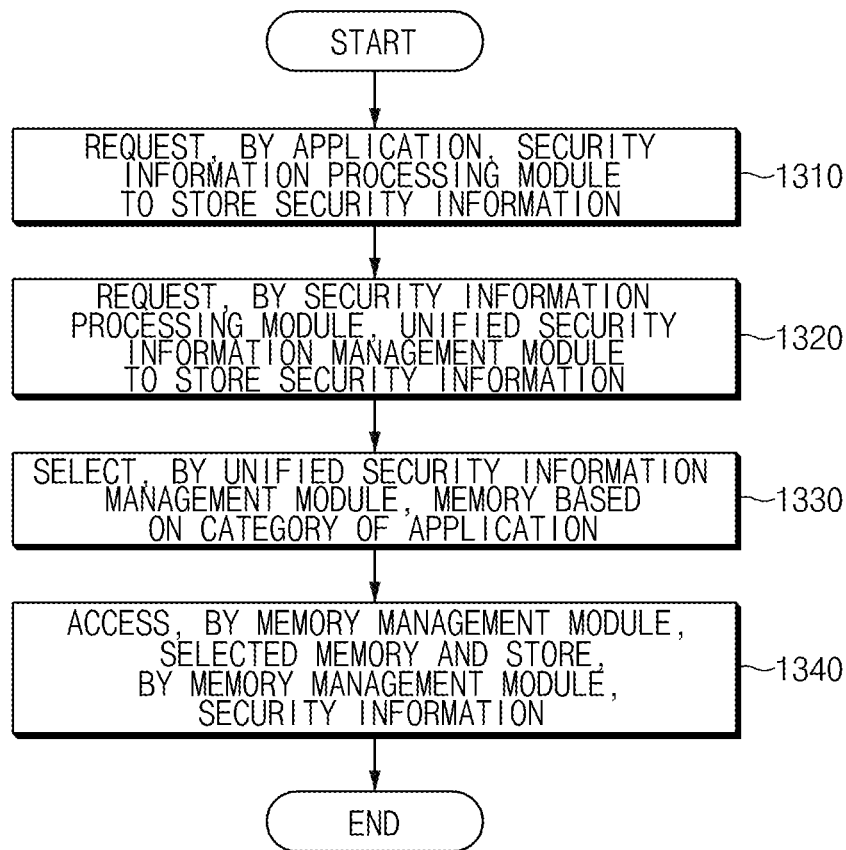 START
REQUEST, BY APPLICATION, SECURITY
INFORMATION PROCESSING MODULE
TO STORE SECURITY INFORMATION
1310
REQUEST, BY SECURITY INFORMATION
PROCESSING MODULE, UNIFIED SECURITY
INFORMATION MANAGEMENT MODULE
TO STORE SECURITY INFORMATION
1320
SELECT, BY UNIFIED SECURITY INFORMATION
MANAGEMENT MODULE, MEMORY BASED
ON CATEGORY OF APPLICATION
1330
ACCESS, BY MEMORY MANAGEMENT MODULE,
SELECTED MEMORY AND STORE,
BY MEMORY MANAGEMENT MODULE,
SECURITY INFORMATION
1340
END